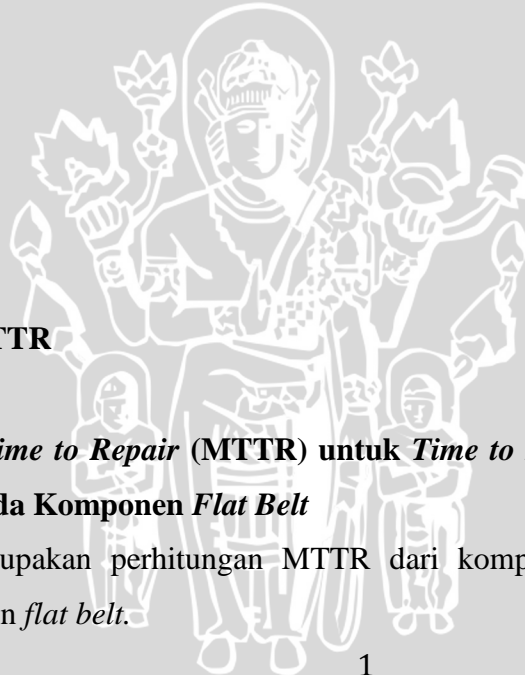 TTR
ime to Repair (MTTR) untuk Time to
da Komponen Flat Belt
upakan perhitungan MTTR dari komp
n flat belt.
1